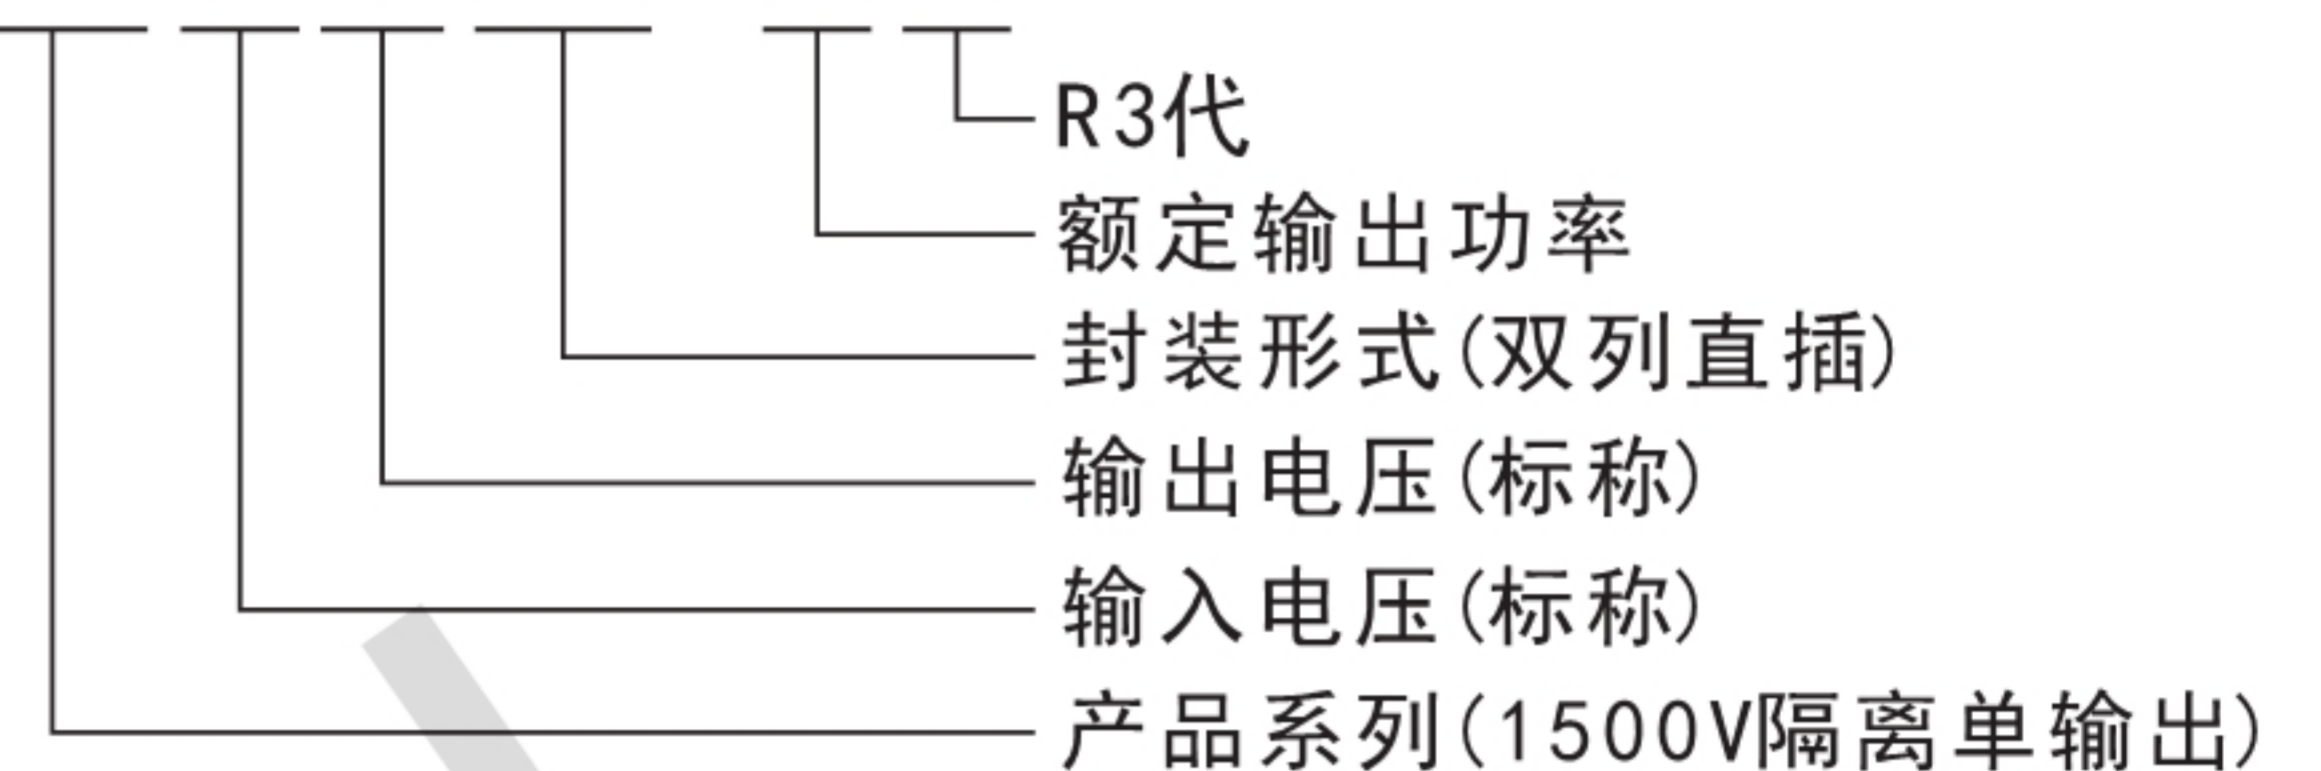 R3代
额定输出功率
封装形式(双列直插)
输出电压(标称)
输入电压(标称)
产品系列(1500V隔离单输出)